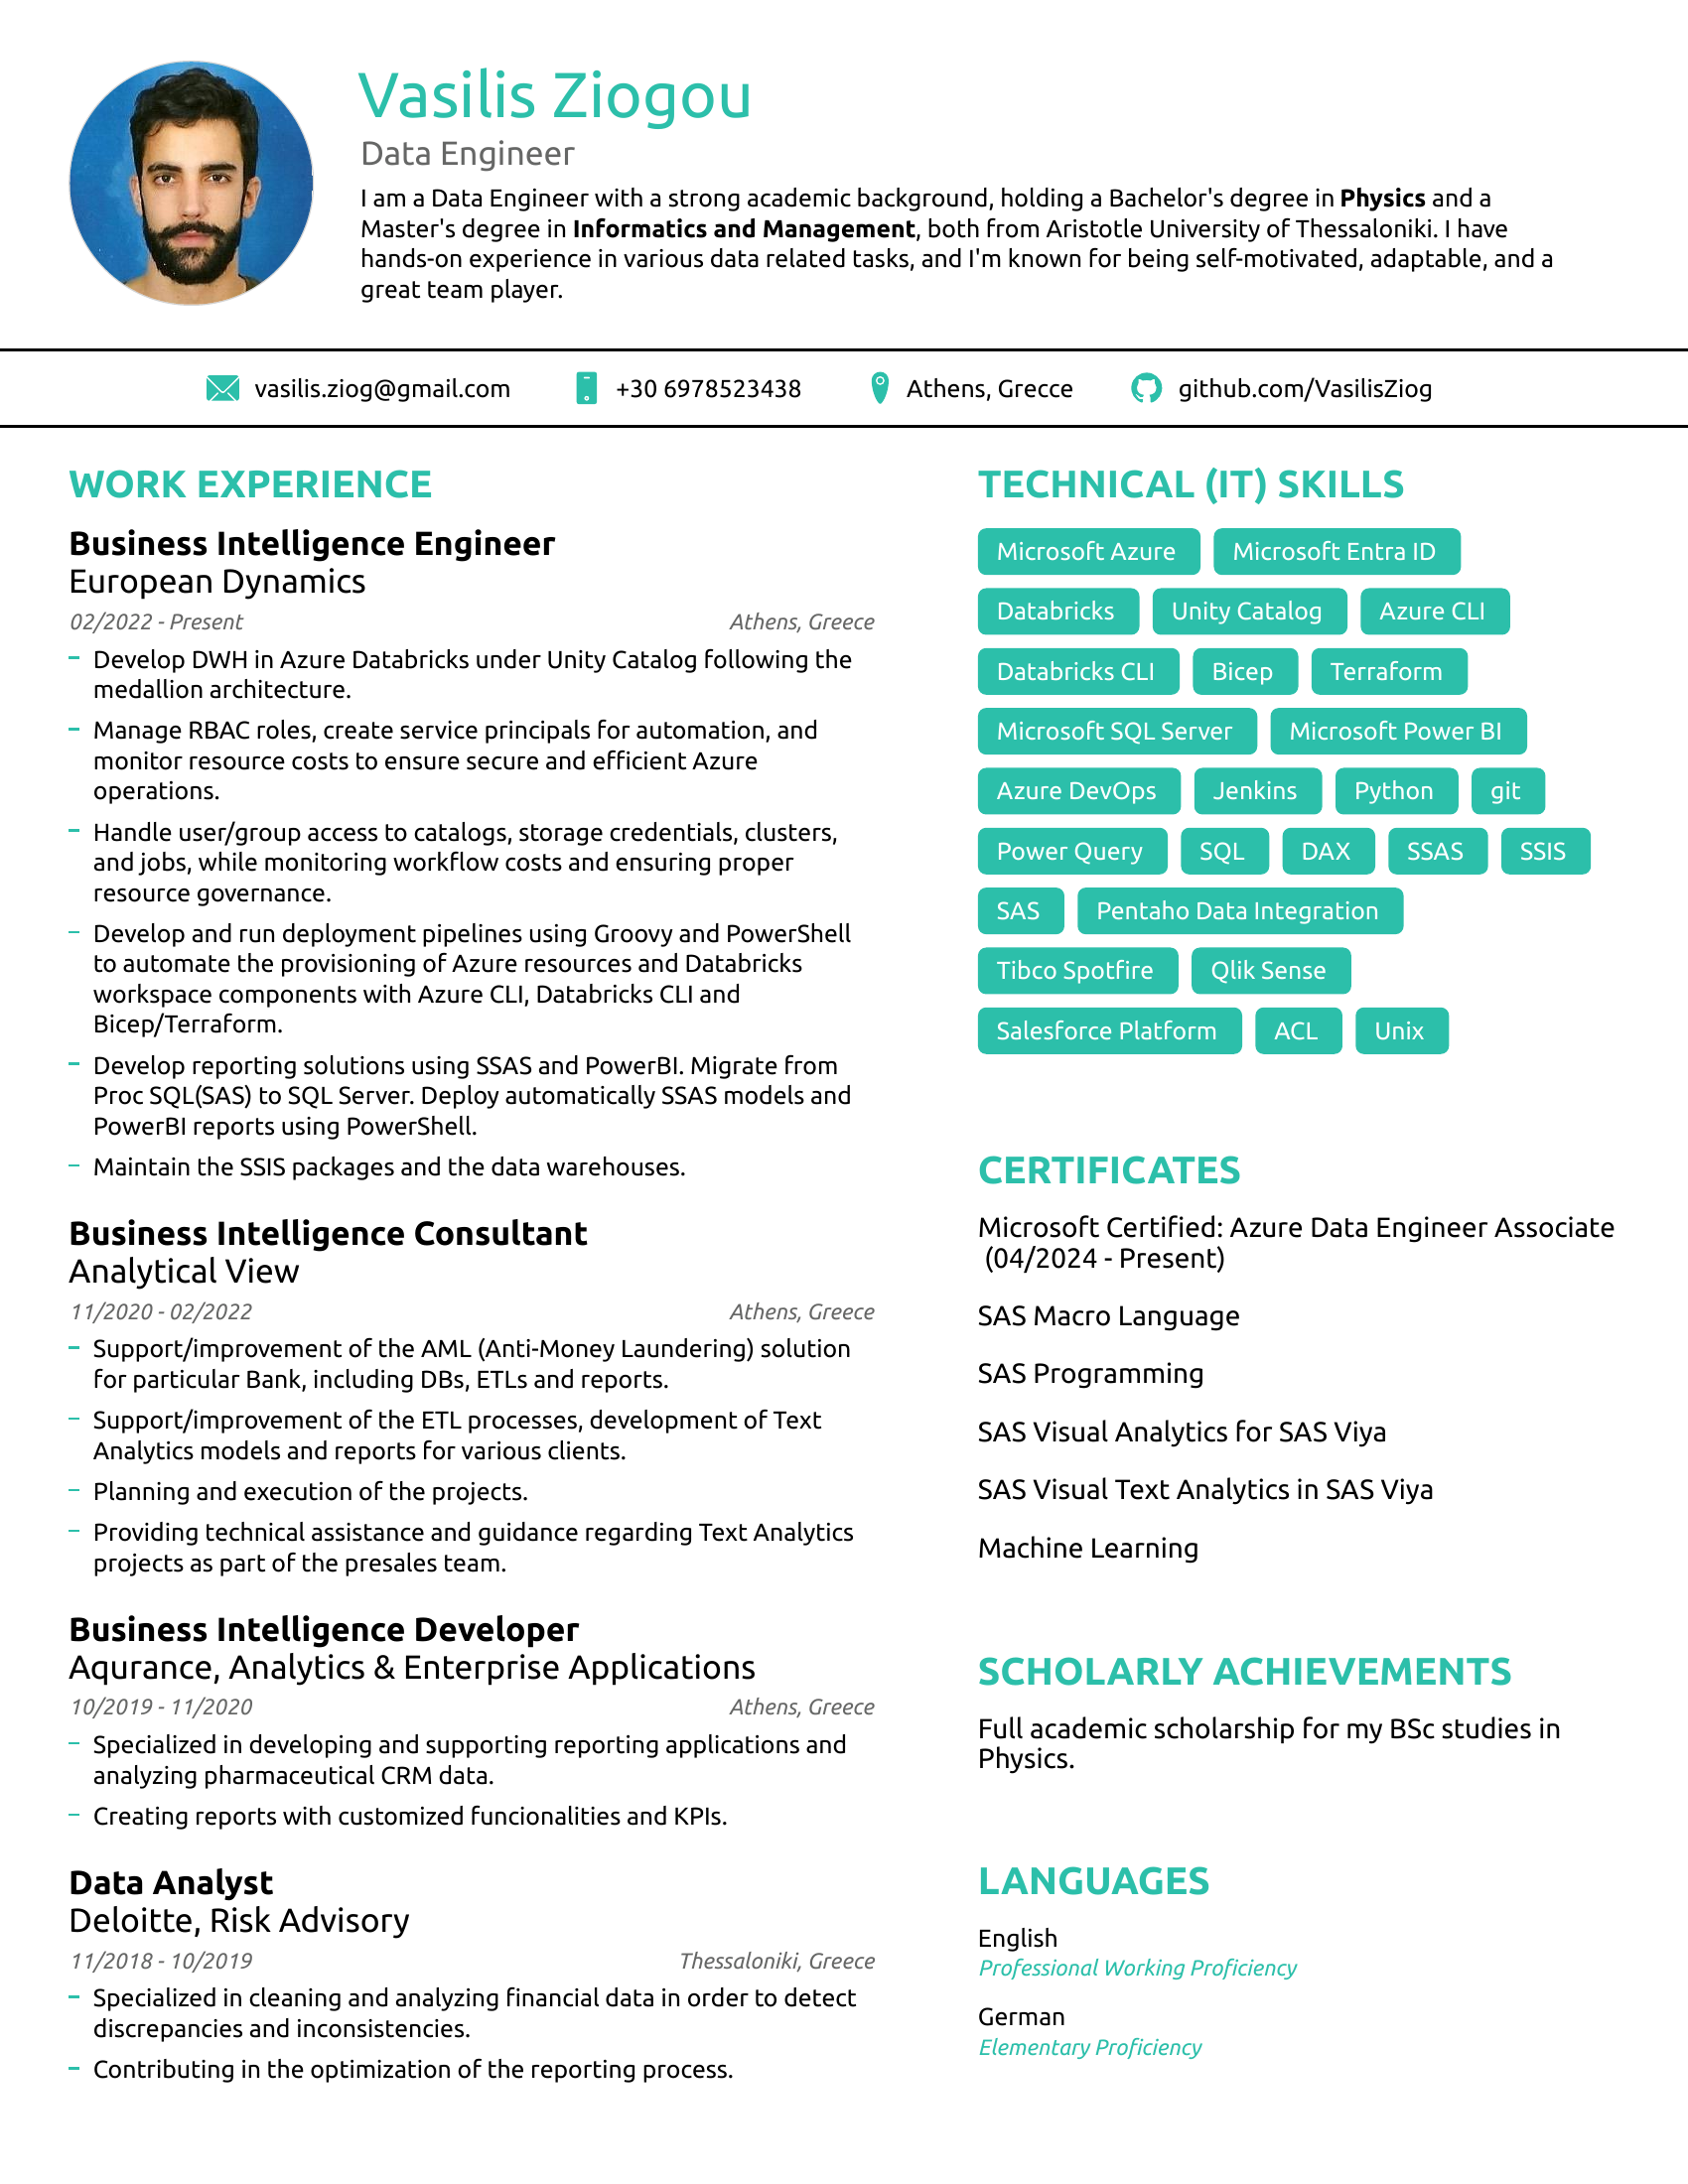 Vasilis Ziogou
Data Engineer
I am a Data Engineer with a strong academic background, holding a Bachelor's degree in Physics and a
Master's degree in Informatics and Management, both from Aristotle University of Thessaloniki. I have
hands-on experience in various data related tasks, and I'm known for being self-motivated, adaptable, and a
great team player.
vasilis.ziog@gmail.com +30 6978523438 Athens, Grecce github.com/VasilisZiog
WORK EXPERIENCE
Business Intelligence Engineer
European Dynamics
02/2022 - Present Athens, Greece
– Develop DWH in Azure Databricks under Unity Catalog following the
medallion architecture.
– Manage RBAC roles, create service principals for automation, and
monitor resource costs to ensure secure and efficient Azure
operations.
– Handle user/group access to catalogs, storage credentials, clusters,
and jobs, while monitoring workflow costs and ensuring proper
resource governance.
– Develop and run deployment pipelines using Groovy and PowerShell
to automate the provisioning of Azure resources and Databricks
workspace components with Azure CLI, Databricks CLI and
Bicep/Terraform.
– Develop reporting solutions using SSAS and PowerBI. Migrate from
Proc SQL(SAS) to SQL Server. Deploy automatically SSAS models and
PowerBI reports using PowerShell.
– Maintain the SSIS packages and the data warehouses.
Business Intelligence Consultant
Analytical View
11/2020 - 02/2022 Athens, Greece
– Support/improvement of the AML (Anti-Money Laundering) solution
for particular Bank, including DBs, ETLs and reports.
– Support/improvement of the ETL processes, development of Text
Analytics models and reports for various clients.
– Planning and execution of the projects.
– Providing technical assistance and guidance regarding Text Analytics
projects as part of the presales team.
Business Intelligence Developer
Aqurance, Analytics & Enterprise Applications
10/2019 - 11/2020 Athens, Greece
– Specialized in developing and supporting reporting applications and
analyzing pharmaceutical CRM data.
– Creating reports with customized funcionalities and KPIs.
Data Analyst
Deloitte, Risk Advisory
11/2018 - 10/2019 Thessaloniki, Greece
– Specialized in cleaning and analyzing financial data in order to detect
discrepancies and inconsistencies.
– Contributing in the optimization of the reporting process.
TECHNICAL (IT) SKILLS
Microsoft Azure Microsoft Entra ID
Databricks Unity Catalog Azure CLI
Databricks CLI Bicep Terraform
Microsoft SQL Server Microsoft Power BI
Azure DevOps Jenkins Python git
Power Query SQL DAX SSAS SSIS
SAS Pentaho Data Integration
Tibco Spotfire Qlik Sense
Salesforce Platform ACL Unix
CERTIFICATES
Microsoft Certified: Azure Data Engineer Associate
(04/2024 - Present)
SAS Macro Language
SAS Programming
SAS Visual Analytics for SAS Viya
SAS Visual Text Analytics in SAS Viya
Machine Learning
SCHOLARLY ACHIEVEMENTS
Full academic scholarship for my BSc studies in
Physics.
LANGUAGES
English
Professional Working Proficiency
German
Elementary Proficiency